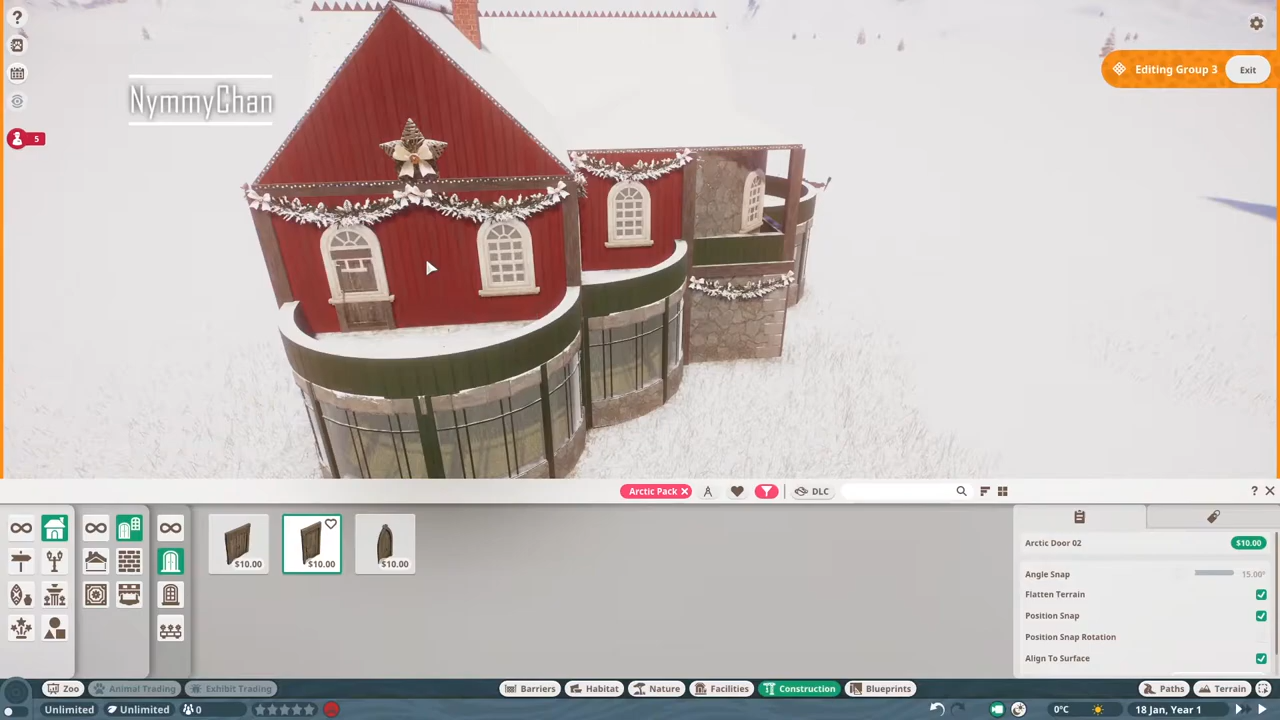 Editing Group 3
Exit
NymmyChan
5
Arctic Pack
DLC
$10.00
$10.00
$10.00
Arctic Door 02
$10.00
Angle Snap
15.00°
Flatten Terrain
Position Snap
Position Snap Rotation
Align To Surface
Zoo
Animal Trading
Exhibit Trading
Barriers
Habitat
Nature
Facilities
Construction
Blueprints
Paths
Terrain
Unlimited
Unlimited
0
0°C
18 Jan, Year 1